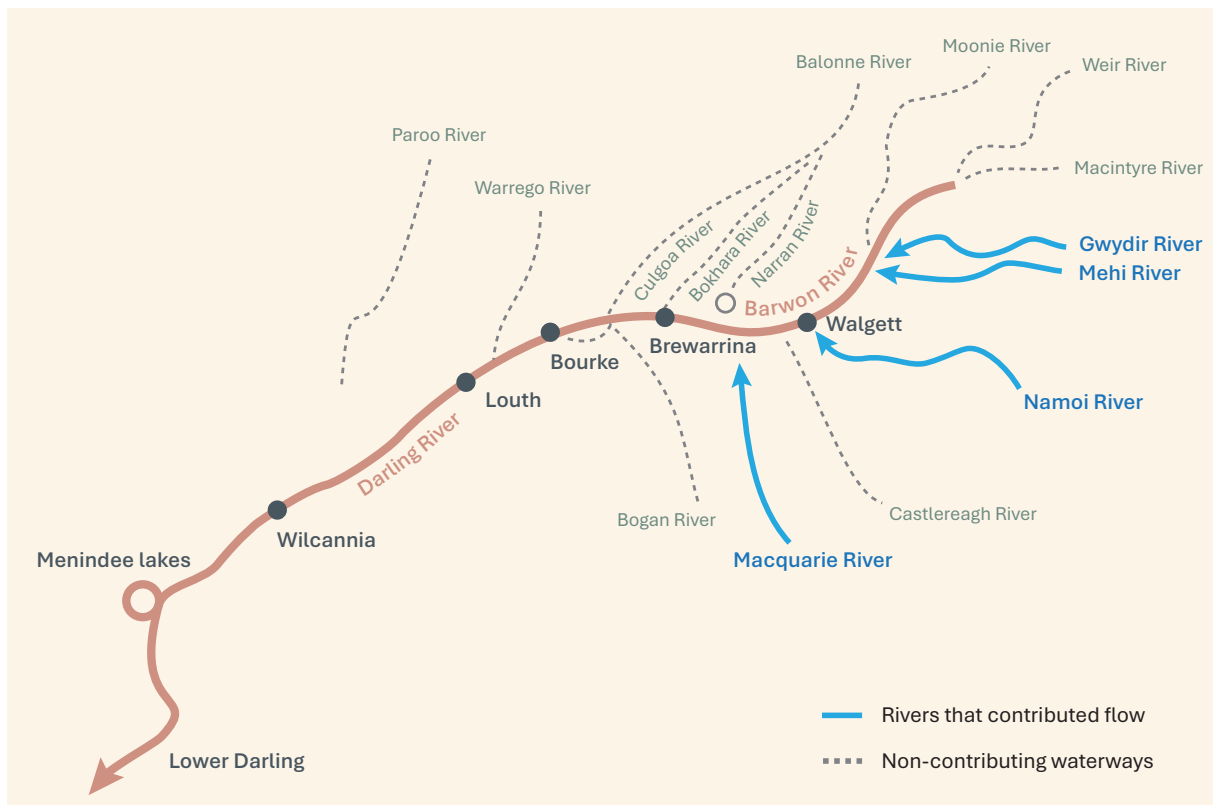 Moonie River
Balonne River
Weir River
Paroo River
Macintyre River
Warrego River
Culgoa River
Bokhara River
Narran River
Barwon River
Gwydir River
Mehi River
Walgett
Brewarrina
Bourke
Louth
Namoi River
Darling River
Castlereagh River
Bogan River
Wilcannia
Macquarie River
Menindee lakes
Rivers that contributed flow
Lower Darling
Non-contributing waterways